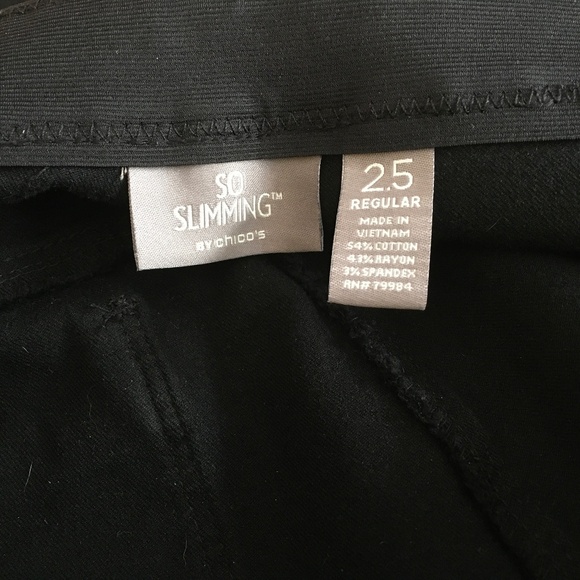 SO
SLIMMING™
BY chico's
2.5
REGULAR
MADE IN
VIETNAM
54% COTTON
43% RAYON
3% SPANDEX
RN# 79984